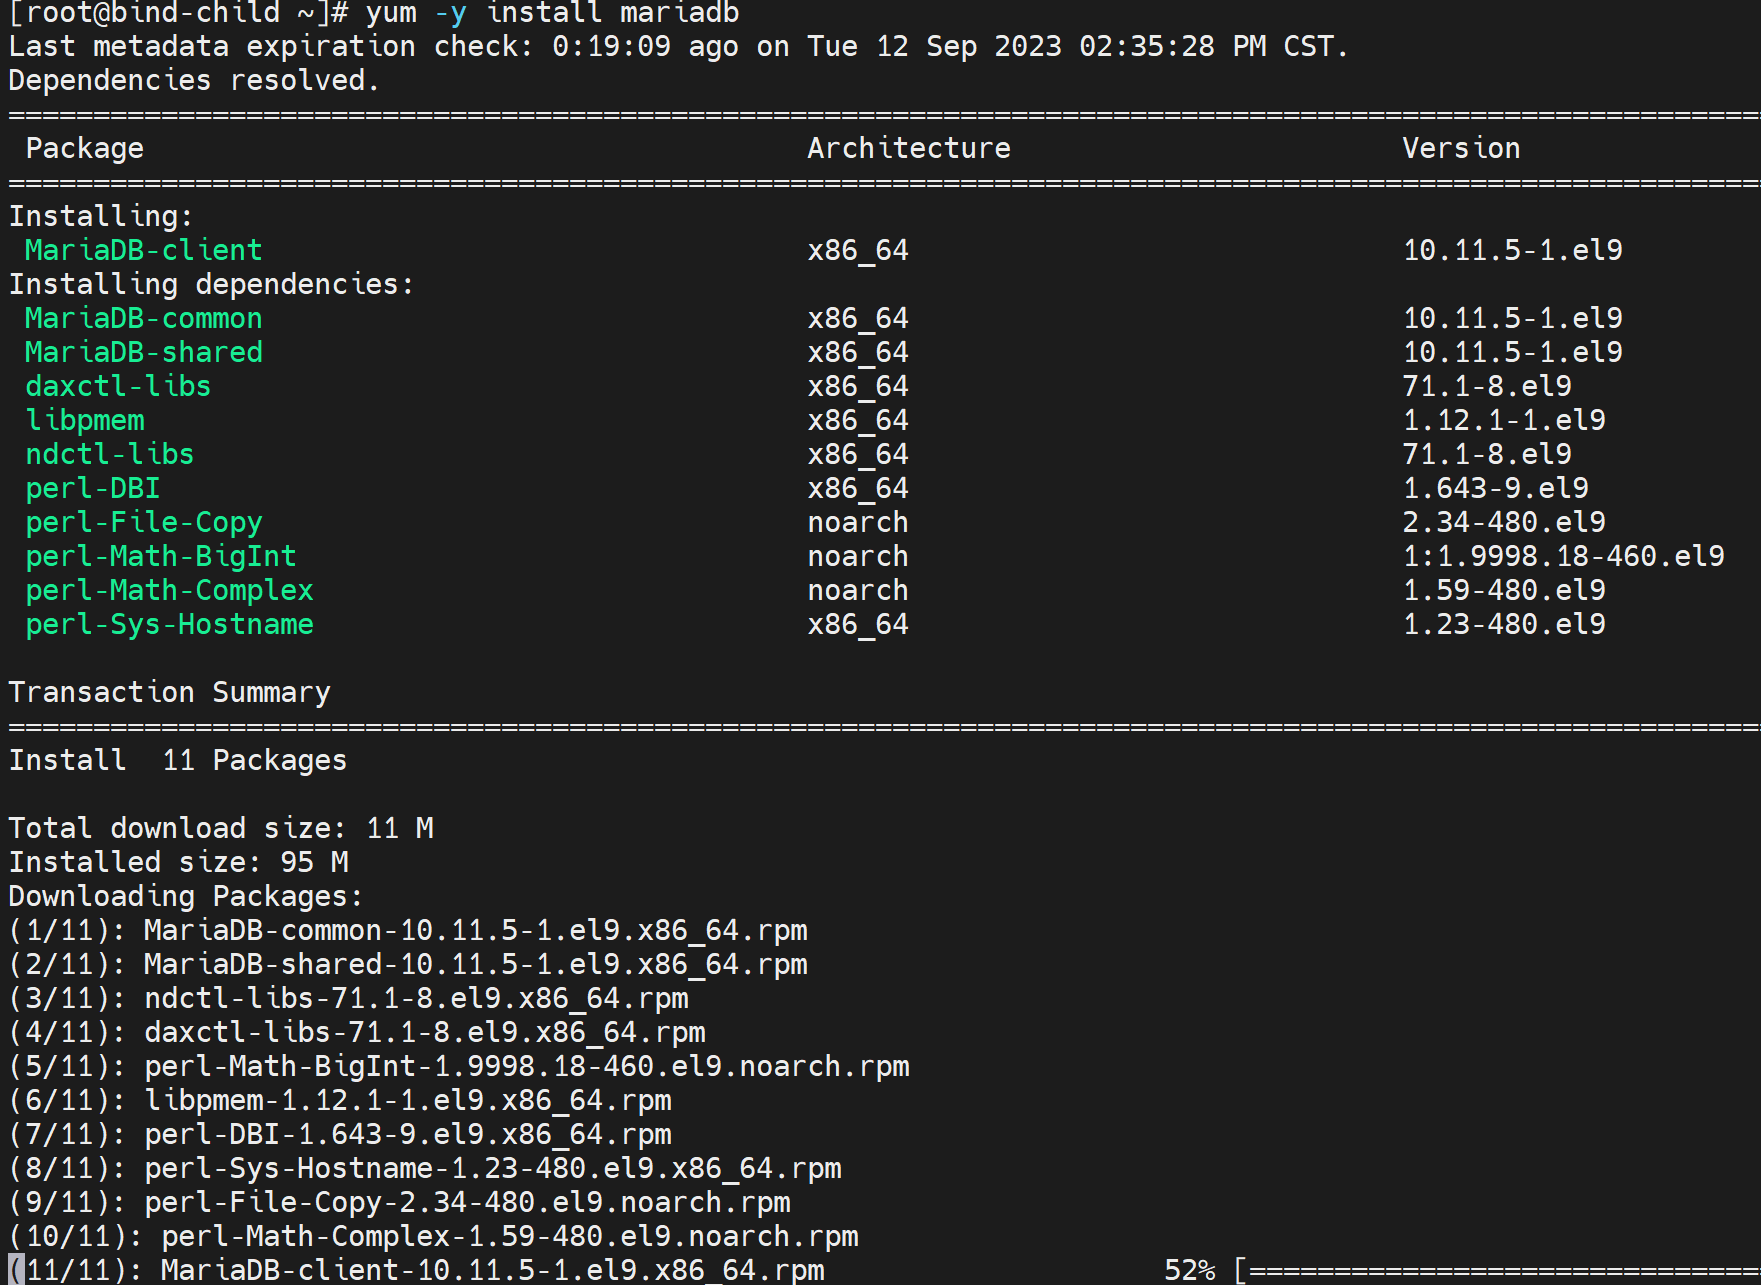 [root@bind-child ~]# yum -y install mariadb
Last metadata expiration check: 0:19:09 ago on Tue 12 Sep 2023 02:35:28 PM CST.
Dependencies resolved.
================================================================================
Package Architecture Version
================================================================================
Installing:
MariaDB-client x86_64 10.11.5-1.el9
Installing dependencies:
MariaDB-common x86_64 10.11.5-1.el9
MariaDB-shared x86_64 10.11.5-1.el9
daxctl-libs x86_64 71.1-8.el9
libpmem x86_64 1.12.1-1.el9
ndctl-libs x86_64 71.1-8.el9
perl-DBI x86_64 1.643-9.el9
perl-File-Copy noarch 2.34-480.el9
perl-Math-BigInt noarch 1:1.9998.18-460.el9
perl-Math-Complex noarch 1.59-480.el9
perl-Sys-Hostname x86_64 1.23-480.el9
Transaction Summary
================================================================================
Install  11 Packages
Total download size: 11 M
Installed size: 95 M
Downloading Packages:
(1/11): MariaDB-common-10.11.5-1.el9.x86_64.rpm
(2/11): MariaDB-shared-10.11.5-1.el9.x86_64.rpm
(3/11): ndctl-libs-71.1-8.el9.x86_64.rpm
(4/11): daxctl-libs-71.1-8.el9.x86_64.rpm
(5/11): perl-Math-BigInt-1.9998.18-460.el9.noarch.rpm
(6/11): libpmem-1.12.1-1.el9.x86_64.rpm
(7/11): perl-DBI-1.643-9.el9.x86_64.rpm
(8/11): perl-Sys-Hostname-1.23-480.el9.x86_64.rpm
(9/11): perl-File-Copy-2.34-480.el9.noarch.rpm
(10/11): perl-Math-Complex-1.59-480.el9.noarch.rpm
(11/11): MariaDB-client-10.11.5-1.el9.x86_64.rpm 52% [==============================